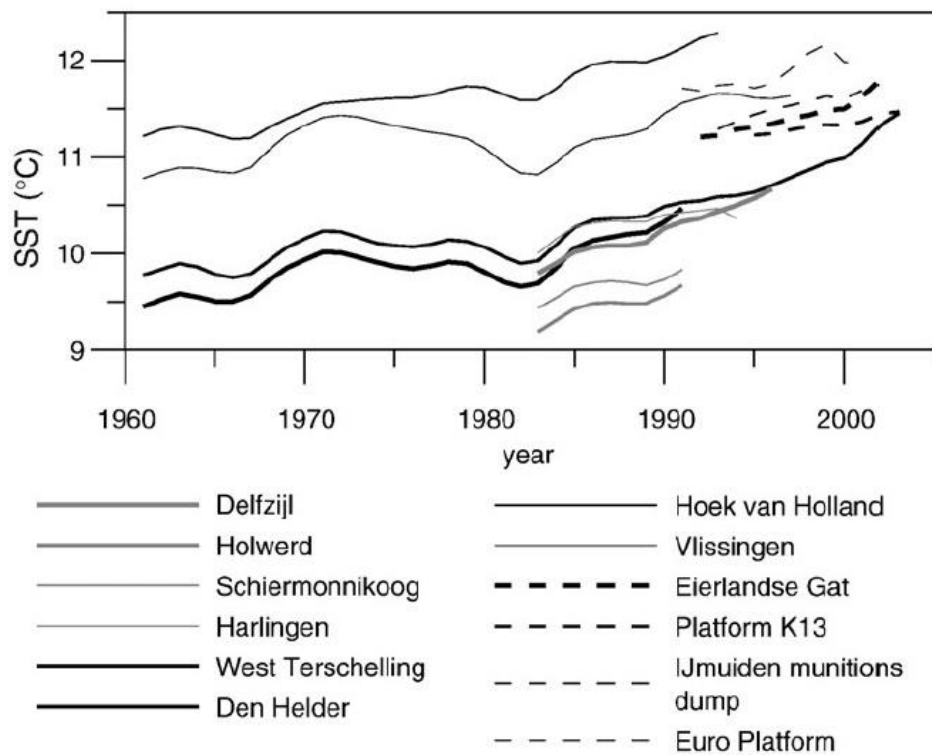 12
11
10
9
SST (°C)
1960
1970
1980
1990
2000
year
Delfzijl
Holwerd
Schiermonnikoog
Harlingen
West Terschelling
Den Helder
Hoek van Holland
Vlissingen
Eierlandse Gat
Platform K13
IJmuiden munitions
dump
Euro Platform